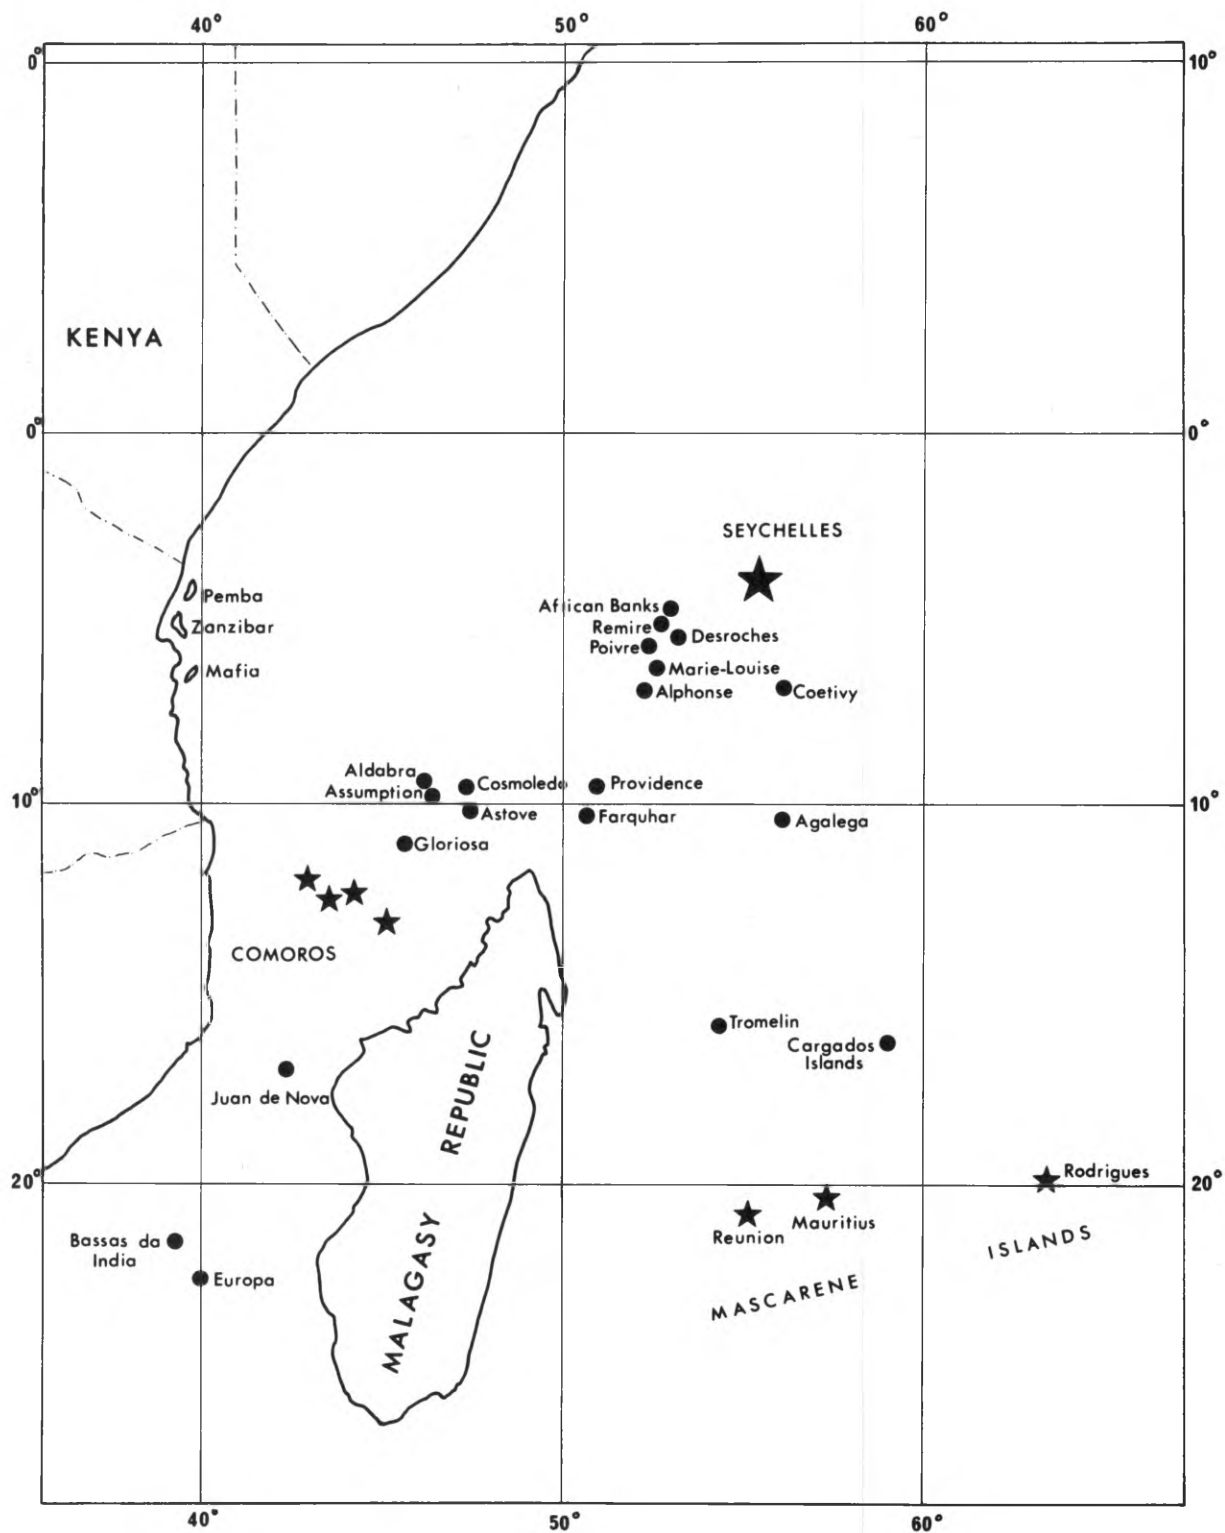 40°
50°
60°
0°
10°
KENYA
0°
0°
SEYCHELLES
Pemba
African Banks
Remire
Zanzibar
Desroches
Poivre
Mafia
Marie-Louise
Alphonse
Coetivy
Aldabra
Cosmoledo
Providence
Assumption
10°
10°
Astove
Farquhar
Agalega
Gloriosa
COMOROS
Tromelin
Cargados
Islands
Juan de Nova
MALAGASY REPUBLIC
20°
20°
Rodrigues
Mauritius
Reunion
Bassas da
India
Europa
MASCARENE ISLANDS
40°
50°
60°